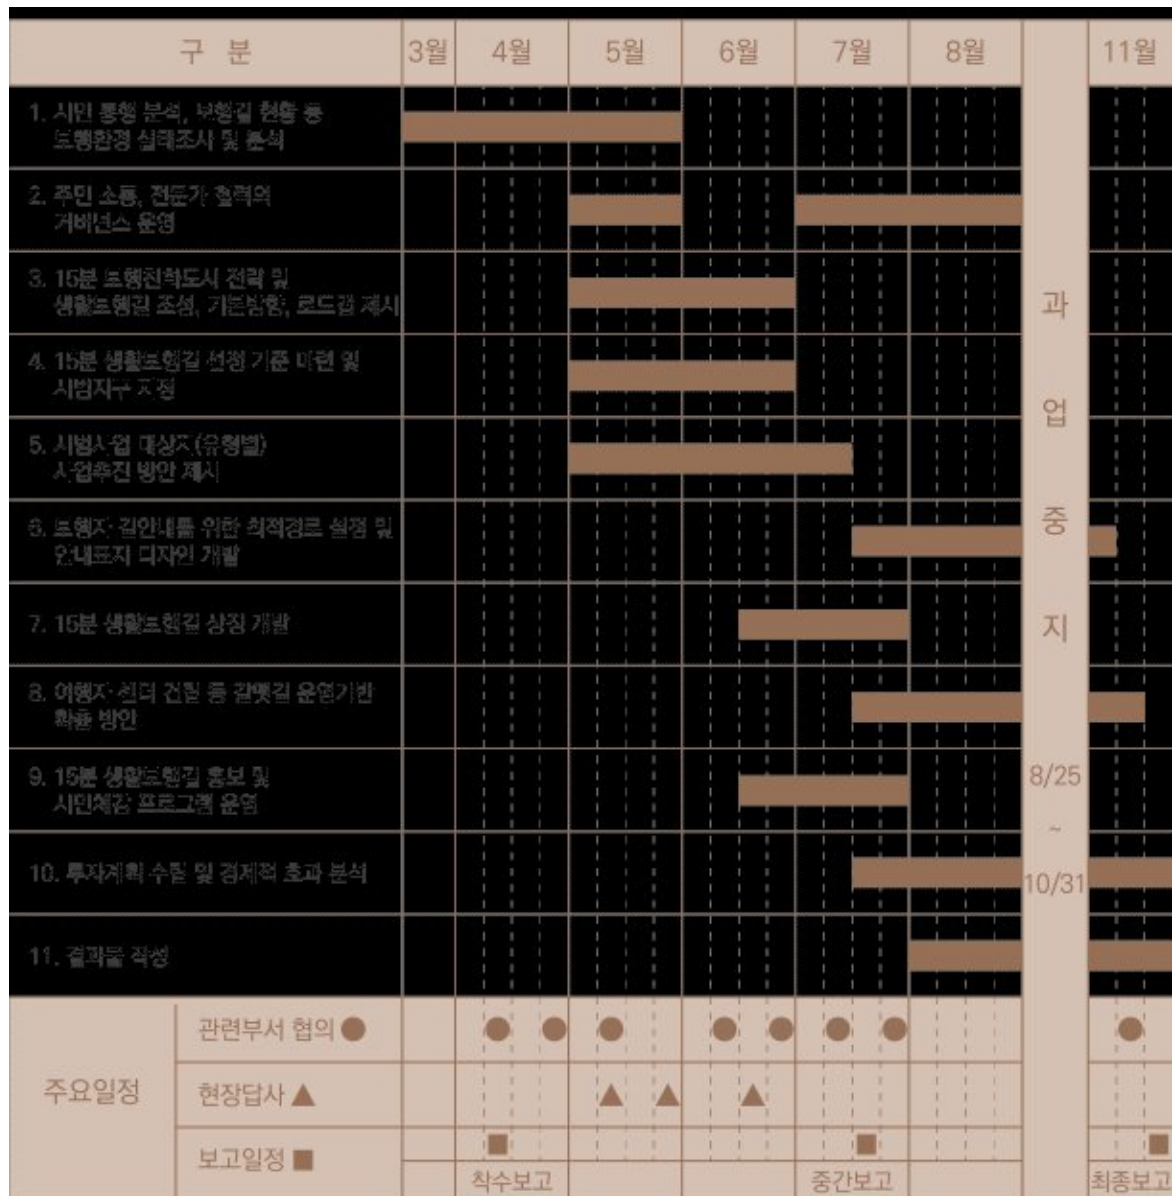 구 분 3월 4월 5월 6월 7월 8월 11월
1. 시민 통행 분석, 보행길 현황 등
보행환경 실태조사 및 분석
2. 주민 소통, 전문가 협력의
거버넌스 운영
3. 15분 보행친화도시 전략 및
생활보행길 조성, 기본방향, 로드맵 제시
4. 15분 생활보행길 선정 기준 마련 및
시범지구 지정
5. 시범사업 대상지(유형별)
사업추진 방안 제시
6. 보행자 길안내를 위한 최적경로 설정 및
안내표지 디자인 개발
7. 15분 생활보행길 상징 개발
8. 여행자 센터 건립 등 갈맷길 운영기반
확충 방안
9. 15분 생활보행길 홍보 및
시민체감 프로그램 운영
10. 투자계획 수립 및 경제적 효과 분석
11. 결과물 작성
과
업
중
지
8/25
~
10/31
주요일정
관련부서 협의 ●
현장답사 ▲
보고일정 ■
착수보고 중간보고 최종보고